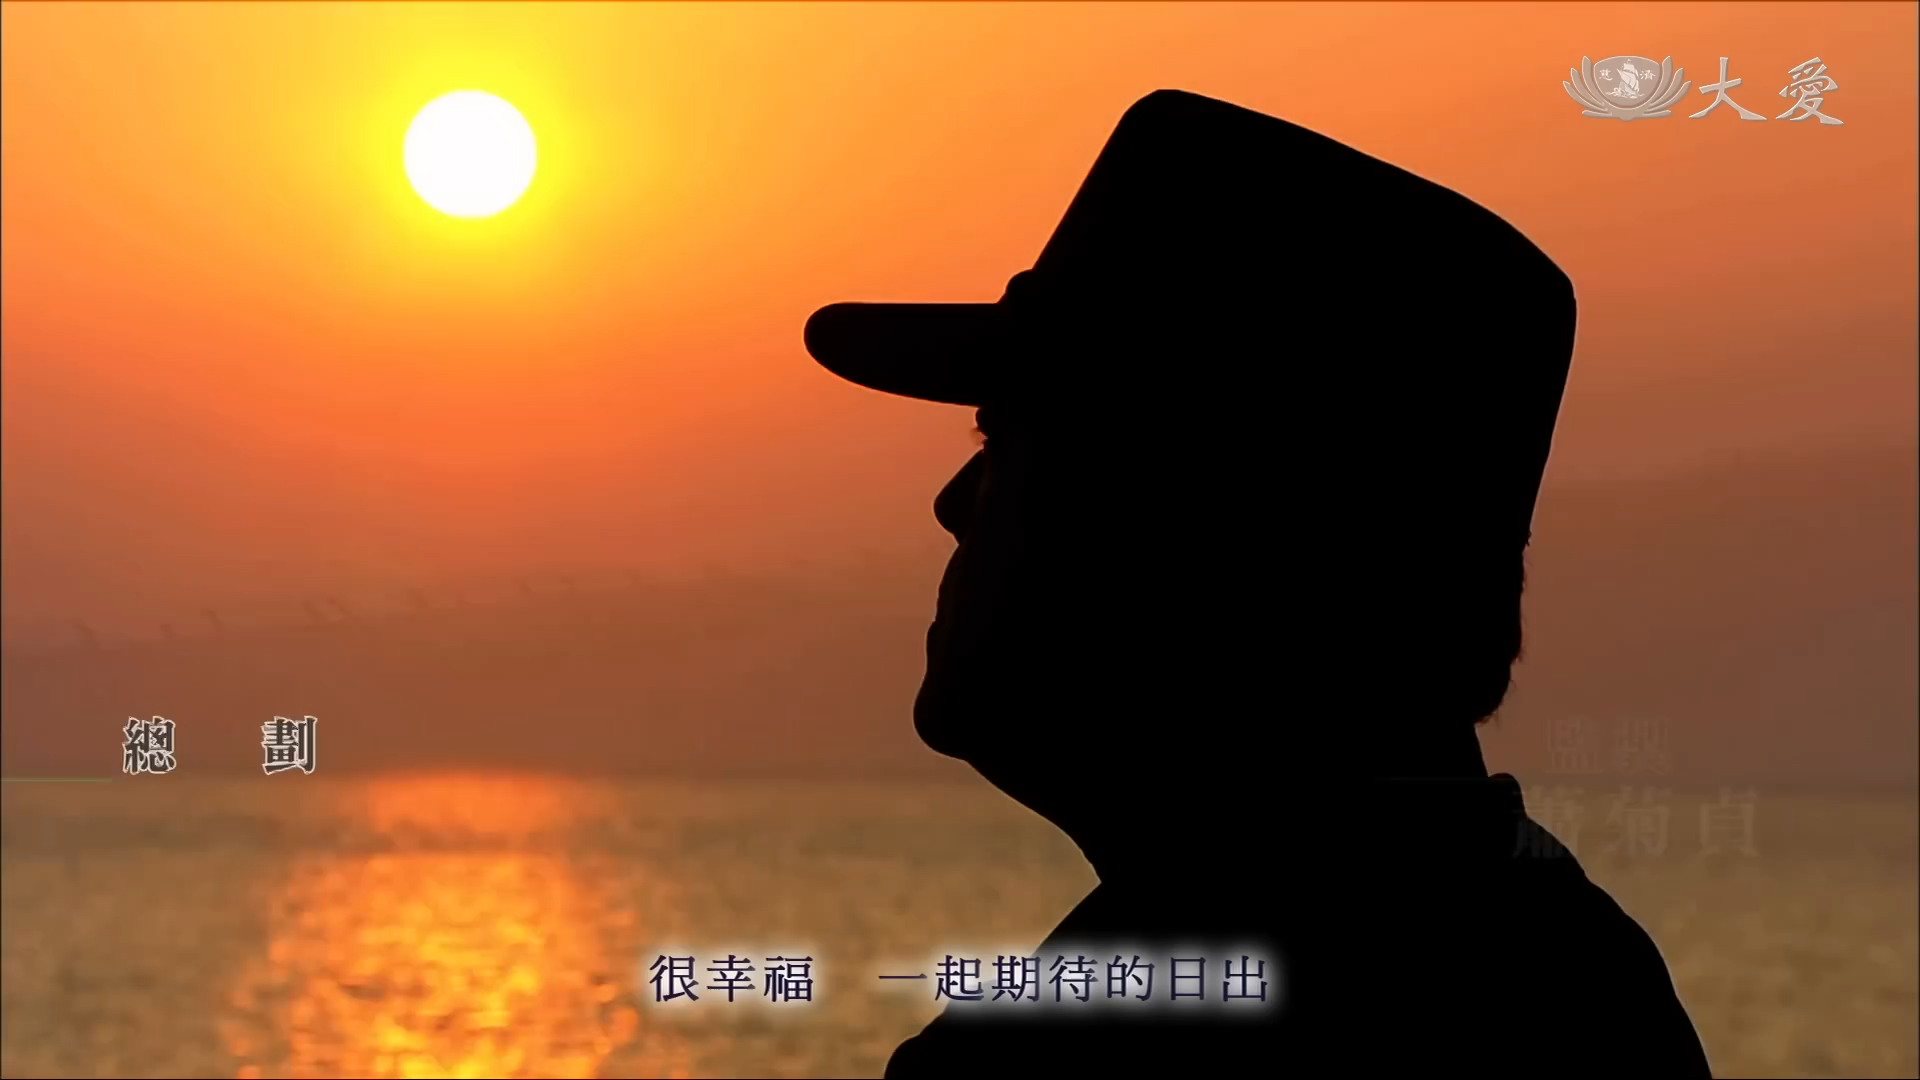 大愛
總 劃
監製
蕭菊貞
很幸福 一起期待的日出